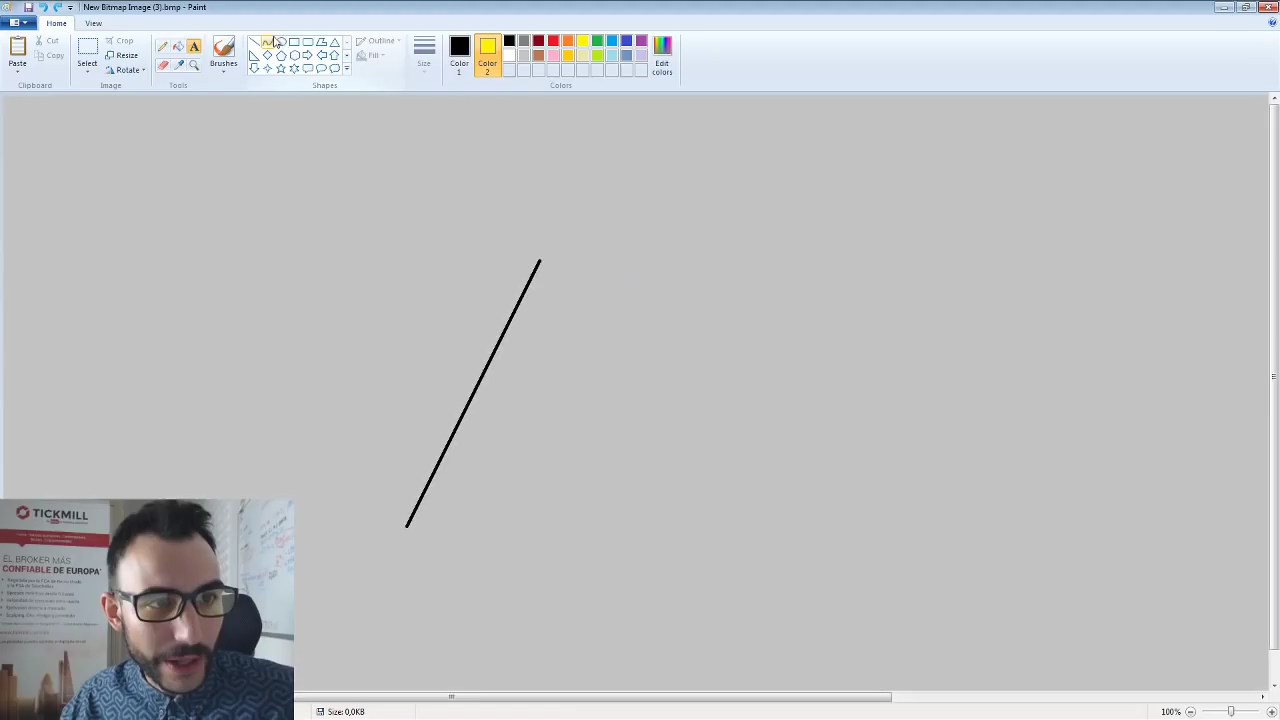 New Bitmap Image (3).bmp - Paint
Home
View
Paste
Cut
Copy
Clipboard
Select
Crop
Resize
Rotate
Image
A
Tools
Brushes
Shapes
Outline
Fill
Size
Color 1
Color 2
Edit colors
Colors
TICKMILL
EL BROKER MÁS
CONFIABLE DE EUROPA*
Size: 0,0KB
100%